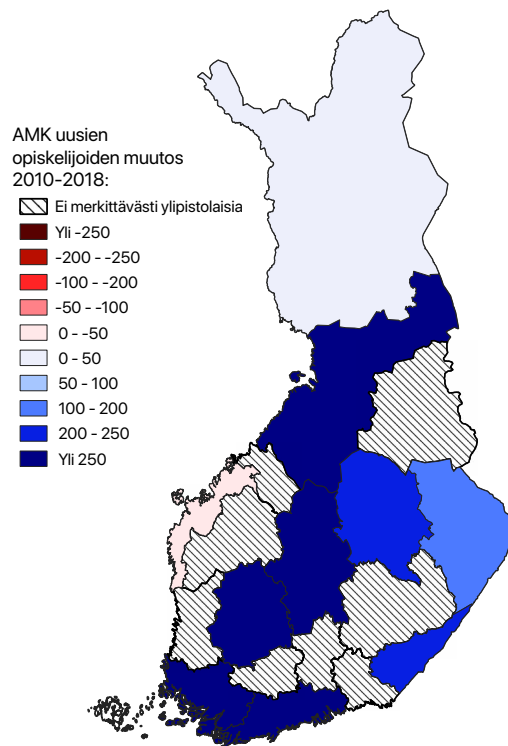 AMK uusien
opiskelijoiden muutos
2010-2018:
Ei merkittävästi ylipistolaisia
Yli -250
-200 - -250
-100 - -200
-50 - -100
0 - -50
0 - 50
50 - 100
100 - 200
200 - 250
Yli 250